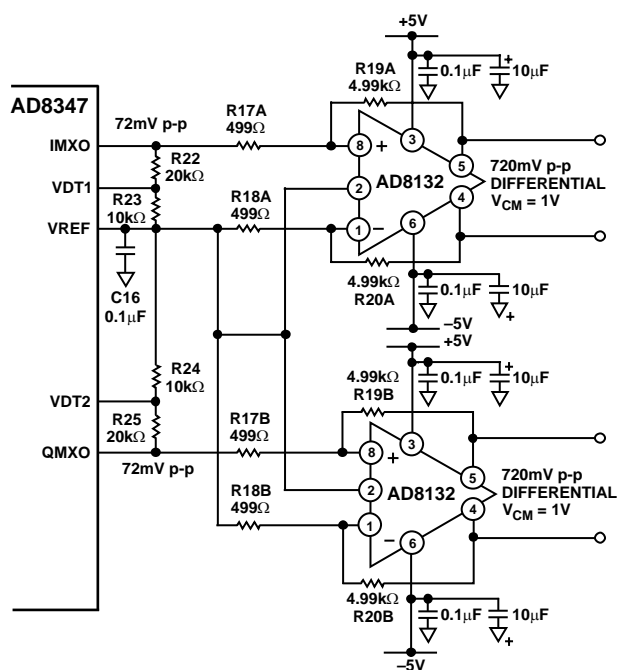 +5V
R19A
4.99kΩ
0.1μF
+
10μF
AD8347
72mV p-p
R17A
499Ω
IMXO
8
+
3
5
720mV p-p
DIFFERENTIAL
VCM = 1V
R22
20kΩ
VDT1
2
AD8132
4
R23
10kΩ
R18A
499Ω
VREF
1
–
6
4.99kΩ
R20A
0.1μF
10μF
+
C16
0.1μF
–5V
+5V
R24
10kΩ
4.99kΩ
R19B
0.1μF
+
10μF
VDT2
R25
20kΩ
R17B
499Ω
QMXO
72mV p-p
8
+
3
5
720mV p-p
DIFFERENTIAL
VCM = 1V
2
AD8132
4
R18B
499Ω
1
–
6
4.99kΩ
R20B
0.1μF
10μF
+
–5V